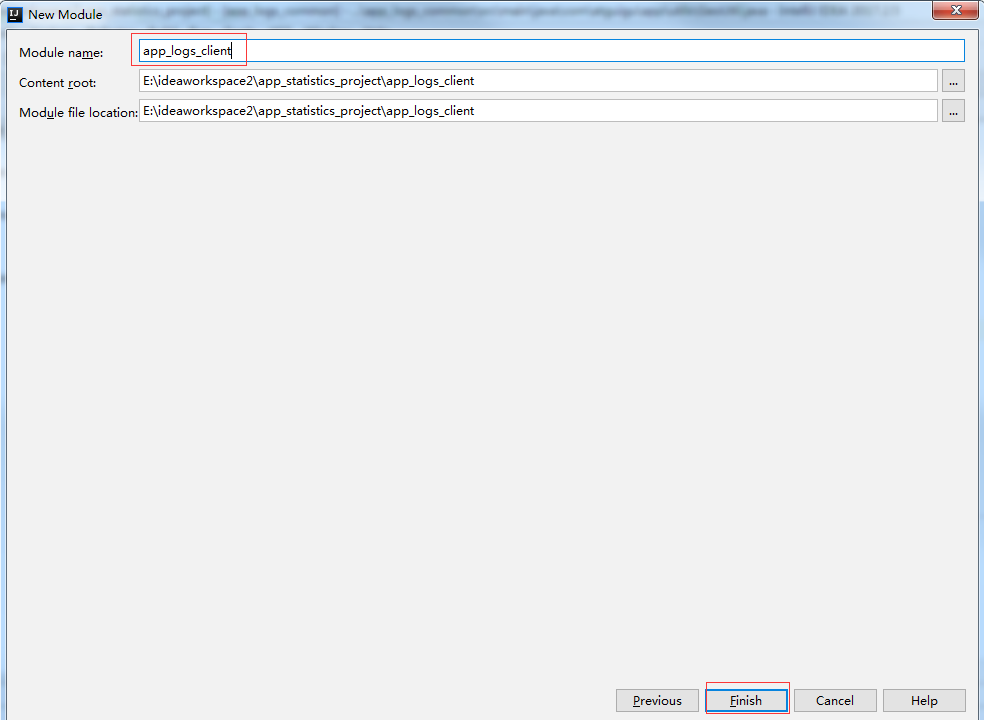 IJ New Module
Module name: app_logs_client
Content root: E:\ideaworkspace2\app_statistics_project\app_logs_client ...
Module file location: E:\ideaworkspace2\app_statistics_project\app_logs_client ...
Previous Finish Cancel Help